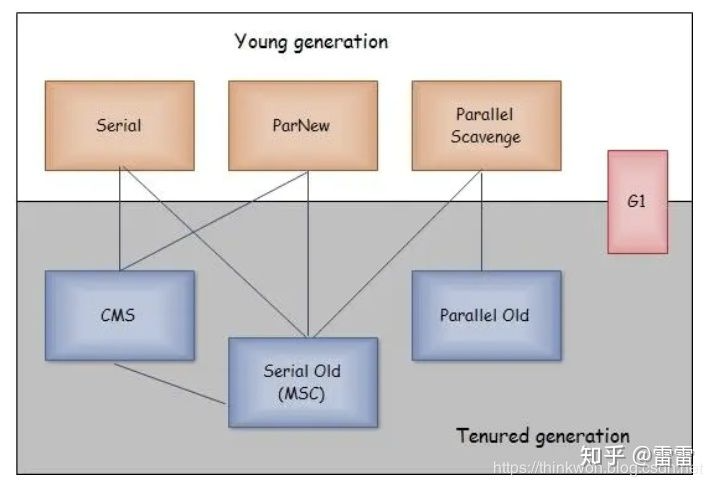 Young generation
Serial
ParNew
Parallel
Scavenge
G1
CMS
Serial Old
(MSC)
Parallel Old
Tenured generation
知乎 @雷雷
https://thinkwon.blog.csdn.net